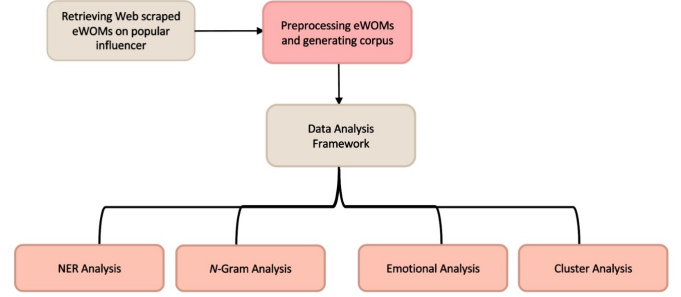 Retrieving Web scraped
eWOMs on popular
influencer
Preprocessing eWOMs
and generating corpus
Data Analysis
Framework
NER Analysis
N-Gram Analysis
Emotional Analysis
Cluster Analysis